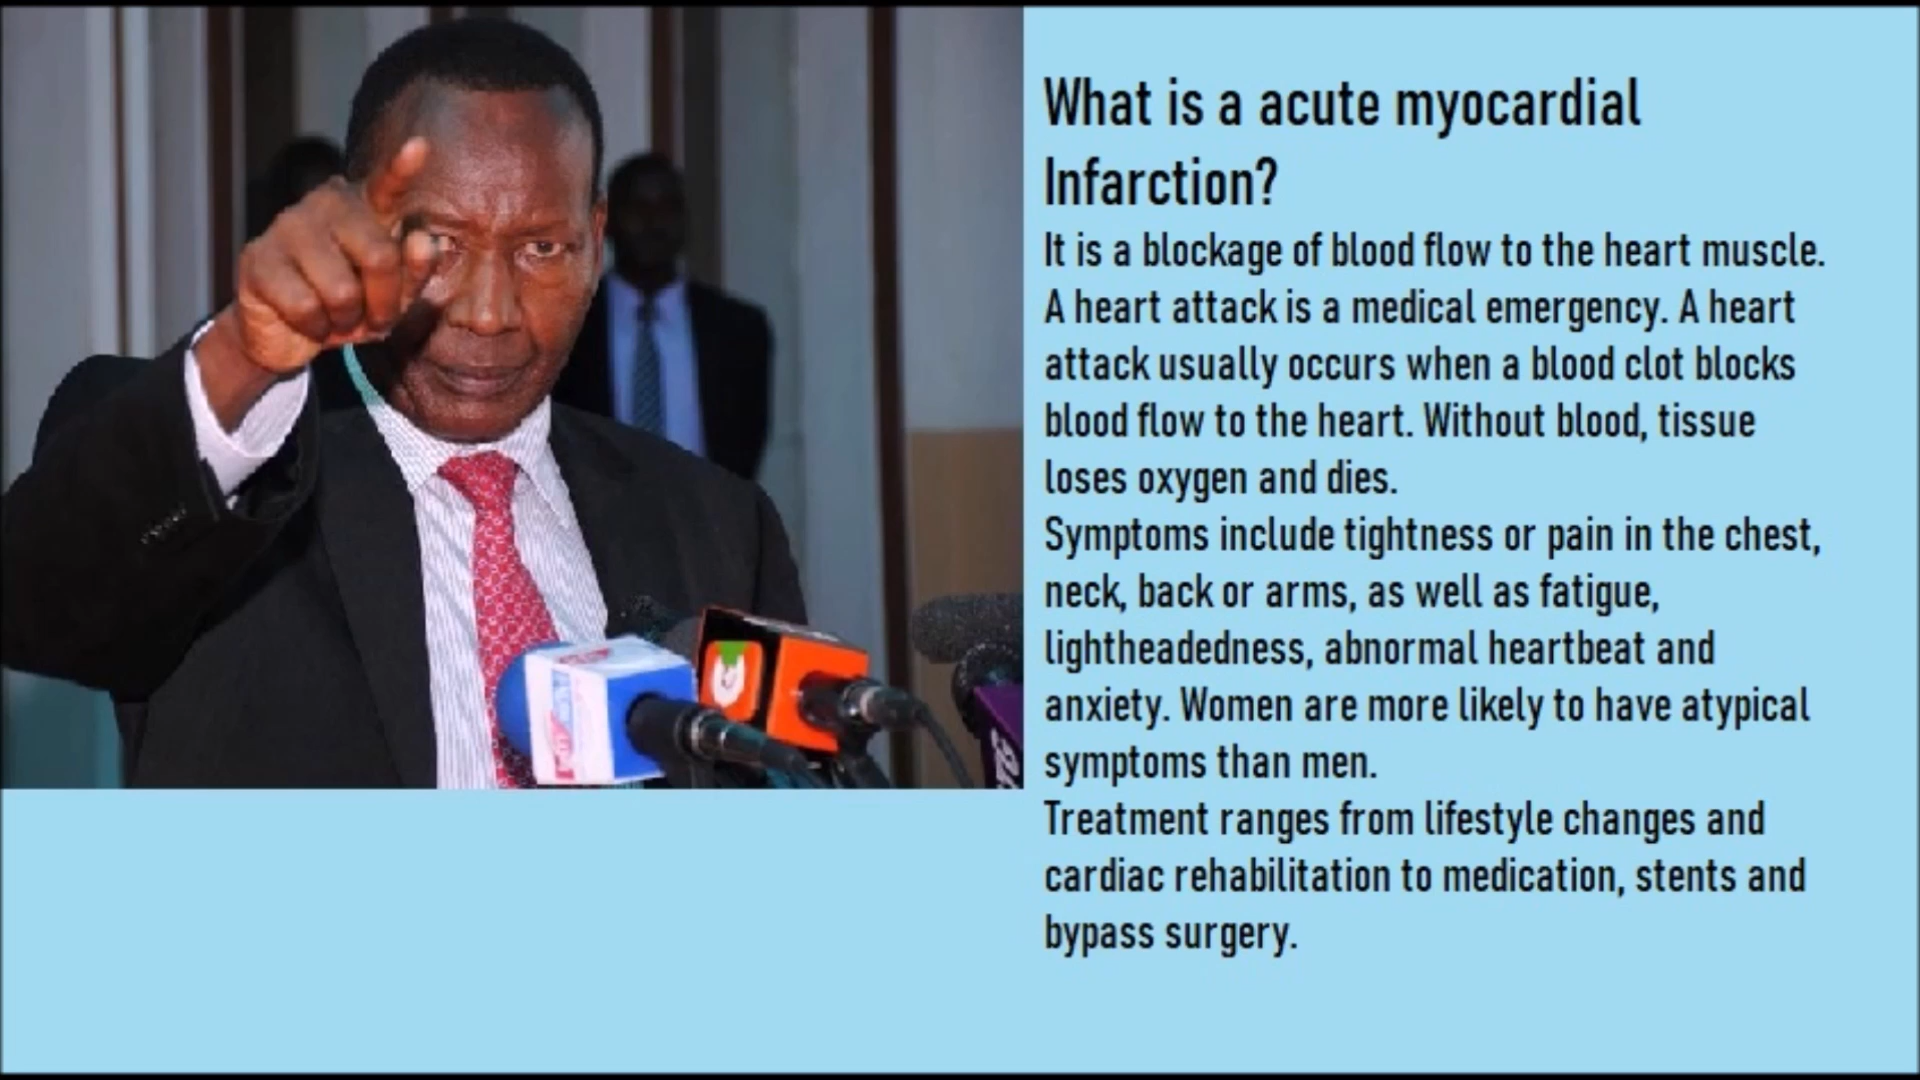 What is a acute myocardial
Infarction?
It is a blockage of blood flow to the heart muscle.
A heart attack is a medical emergency. A heart
attack usually occurs when a blood clot blocks
blood flow to the heart. Without blood, tissue
loses oxygen and dies.
Symptoms include tightness or pain in the chest,
neck, back or arms, as well as fatigue,
lightheadedness, abnormal heartbeat and
anxiety. Women are more likely to have atypical
symptoms than men.
Treatment ranges from lifestyle changes and
cardiac rehabilitation to medication, stents and
bypass surgery.